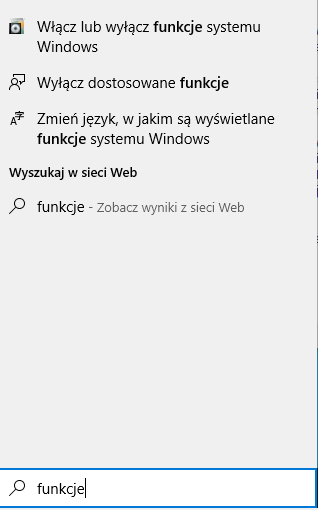 Włącz lub wyłącz funkcje systemu
Windows
Wyłącz dostosowane funkcje
Zmień język, w jakim są wyświetlane
funkcje systemu Windows
Wyszukaj w sieci Web
funkcje - Zobacz wyniki z sieci Web
funkcje